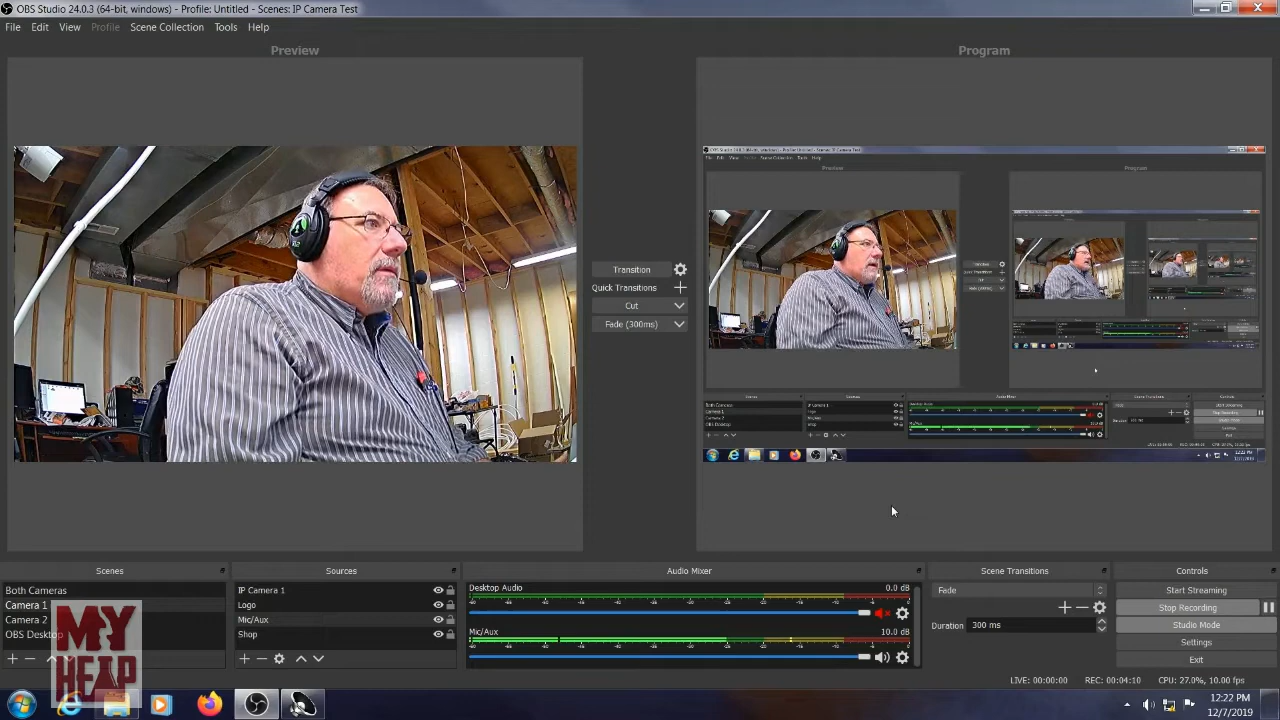 OBS Studio 24.0.3 (64-bit, windows) - Profile: Untitled - Scenes: IP Camera Test
File Edit View Profile Scene Collection Tools Help
Preview
Program
Transition
Quick Transitions
Cut
Fade (300ms)
Scenes
Both Cameras
Camera 1
Camera 2
OBS Desktop
MY
HEAP
Sources
IP Camera 1
Logo
Mic/Aux
Shop
Audio Mixer
Desktop Audio 0.0 dB
Mic/Aux 10.0 dB
Scene Transitions
Fade
Duration 300 ms
Controls
Start Streaming
Stop Recording
Studio Mode
Settings
Exit
LIVE: 00:00:00 REC: 00:04:10 CPU: 27.0%, 10.00 fps
12:22 PM
12/7/2019